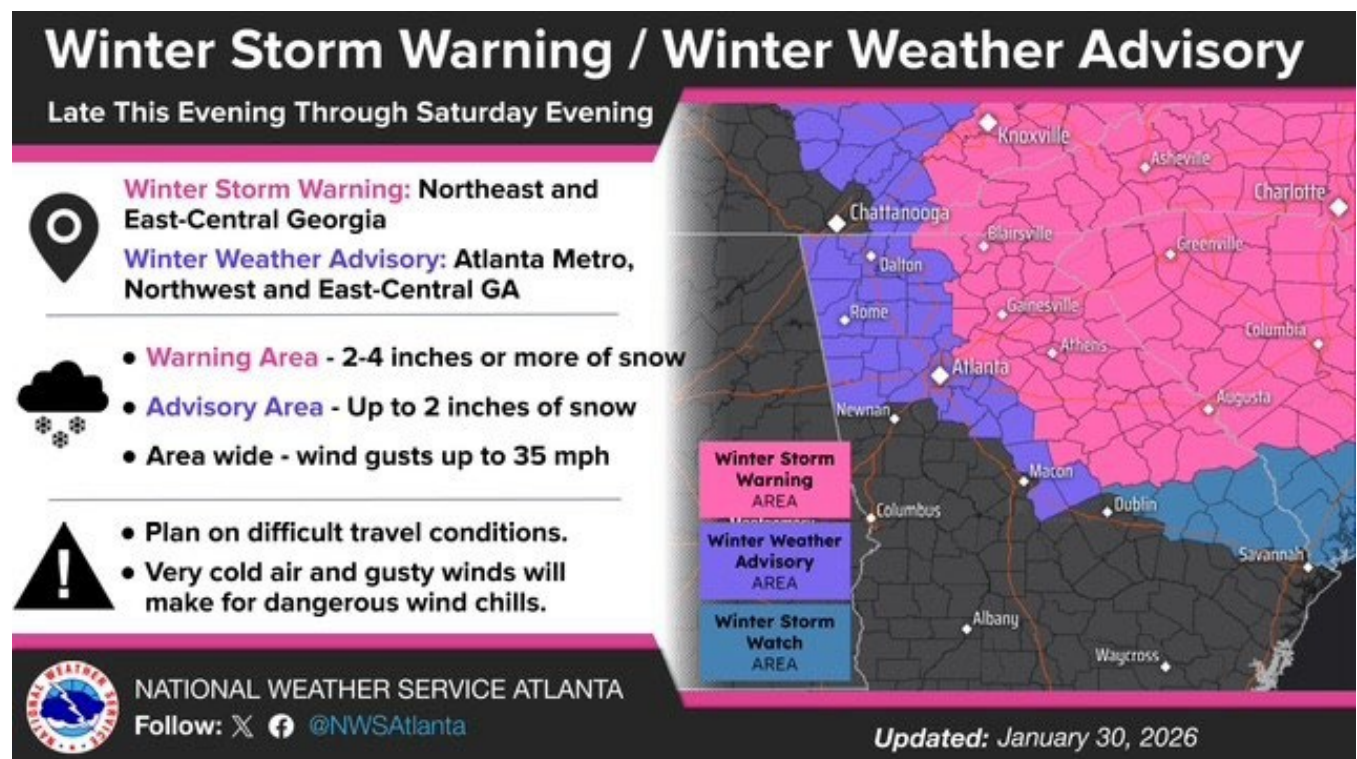 Winter Storm Warning / Winter Weather Advisory
Late This Evening Through Saturday Evening
Winter Storm Warning: Northeast and
East-Central Georgia
Winter Weather Advisory: Atlanta Metro,
Northwest and East-Central GA
● Warning Area - 2-4 inches or more of snow
● Advisory Area - Up to 2 inches of snow
● Area wide - wind gusts up to 35 mph
● Plan on difficult travel conditions.
● Very cold air and gusty winds will
make for dangerous wind chills.
Knoxville
Asheville
Charlotte
Chattanooga
Blairsville
Greenville
Dalton
Gainesville
Rome
Columbia
Athens
Atlanta
Augusta
Newnan
Macon
Dublin
Columbus
Savannah
Albany
Waycross
Winter Storm
Warning
AREA
Montgomery
Winter Weather
Advisory
AREA
Winter Storm
Watch
AREA
NATIONAL WEATHER SERVICE
NATIONAL WEATHER SERVICE ATLANTA
Follow: @NWSAtlanta
Updated: January 30, 2026